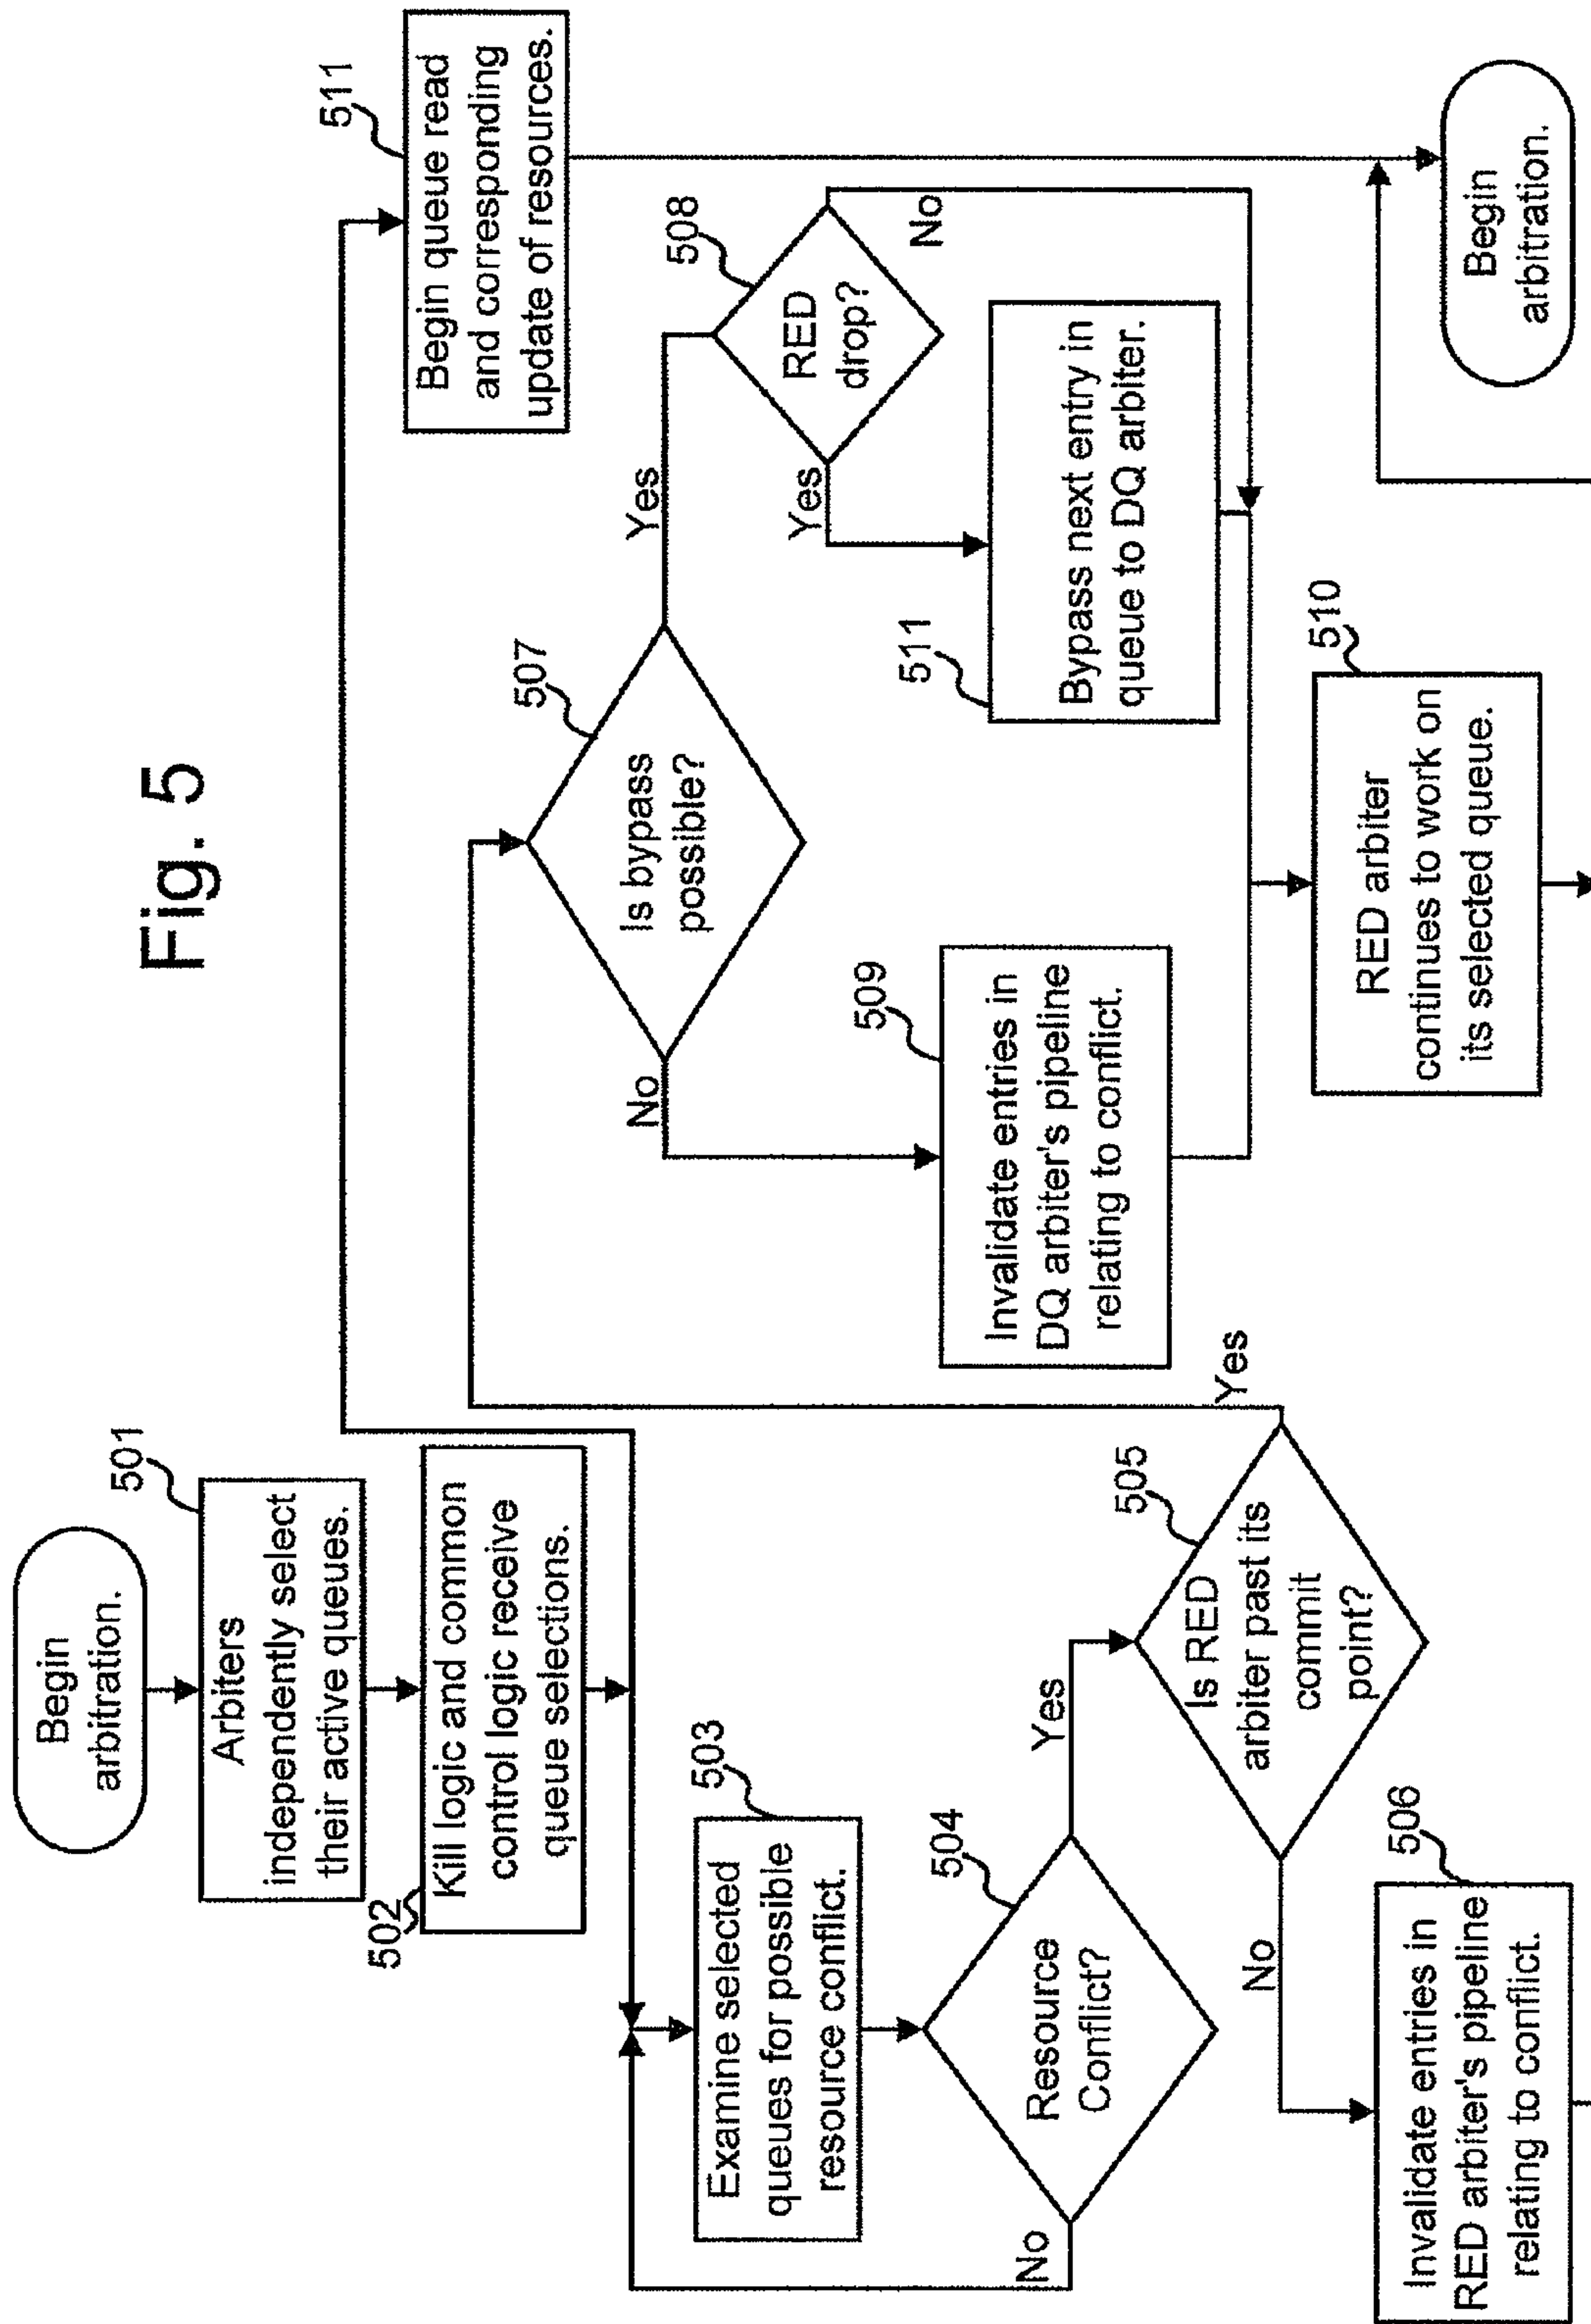 Fig. 5
Begin
arbitration.
501
Arbiters
independently select
their active queues.
502
Kill logic and common
control logic receive
queue selections.
503
Examine selected
queues for possible
resource conflict.
504
Resource
Conflict?
No
Yes
505
Is RED
arbiter past its
commit
point?
No
Yes
506
Invalidate entries in
RED arbiter's pipeline
relating to conflict.
507
Is bypass
possible?
No
Yes
508
RED
drop?
Yes
No
509
Invalidate entries in
DQ arbiter's pipeline
relating to conflict.
511
Bypass next entry in
queue to DQ arbiter.
510
RED arbiter
continues to work on
its selected queue.
511
Begin queue read
and corresponding
update of resources.
Begin
arbitration.